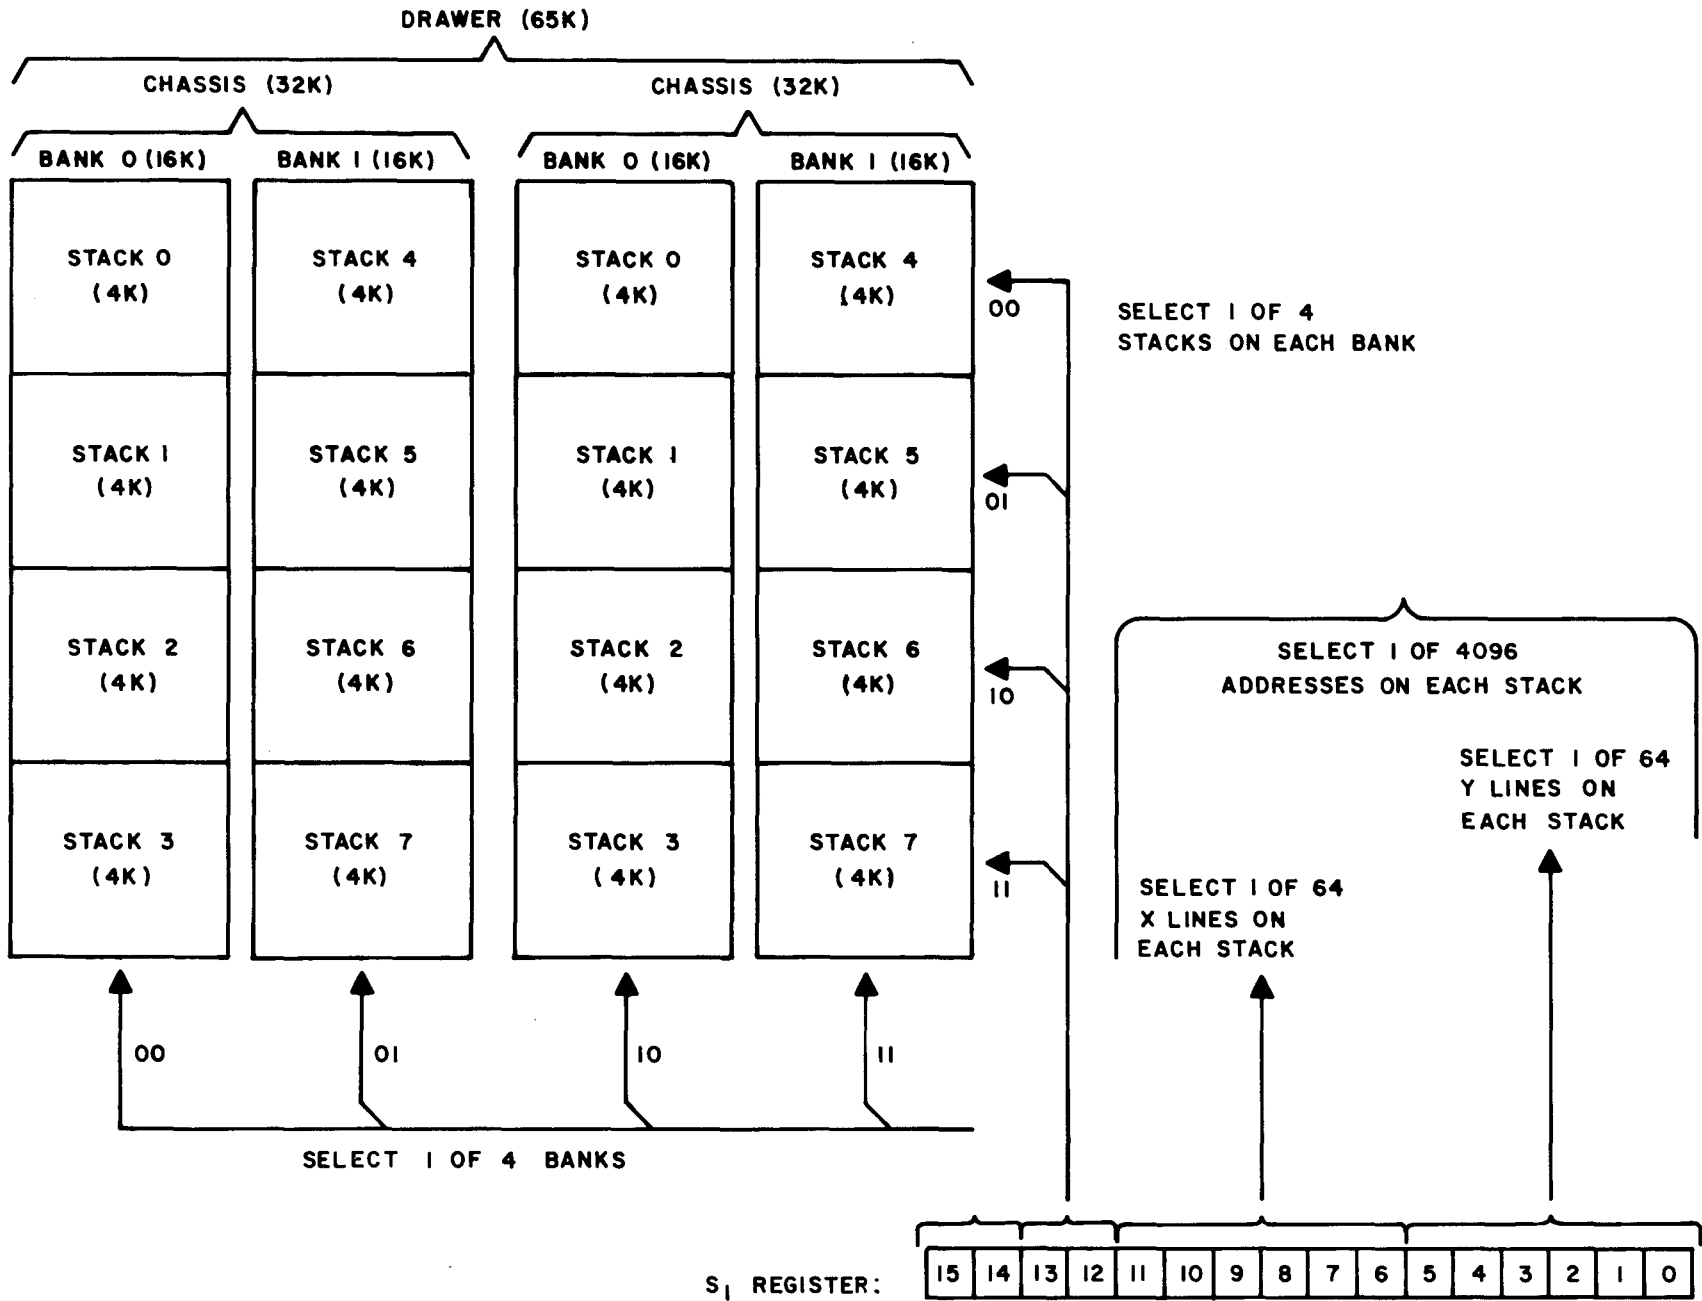 DRAWER (65K)
CHASSIS (32K)
CHASSIS (32K)
BANK 0 (16K)
BANK 1 (16K)
BANK 0 (16K)
BANK 1 (16K)
STACK 0
(4K)
STACK 4
(4K)
STACK 0
(4K)
STACK 4
(4K)
00
SELECT 1 OF 4
STACKS ON EACH BANK
STACK 1
(4K)
STACK 5
(4K)
STACK 1
(4K)
STACK 5
(4K)
01
STACK 2
(4K)
STACK 6
(4K)
STACK 2
(4K)
STACK 6
(4K)
10
SELECT 1 OF 4096
ADDRESSES ON EACH STACK
STACK 3
(4K)
STACK 7
(4K)
STACK 3
(4K)
STACK 7
(4K)
11
SELECT 1 OF 64
X LINES ON
EACH STACK
SELECT 1 OF 64
Y LINES ON
EACH STACK
00
01
10
11
SELECT 1 OF 4 BANKS
S1 REGISTER:
15 14 13 12 11 10 9 8 7 6 5 4 3 2 1 0